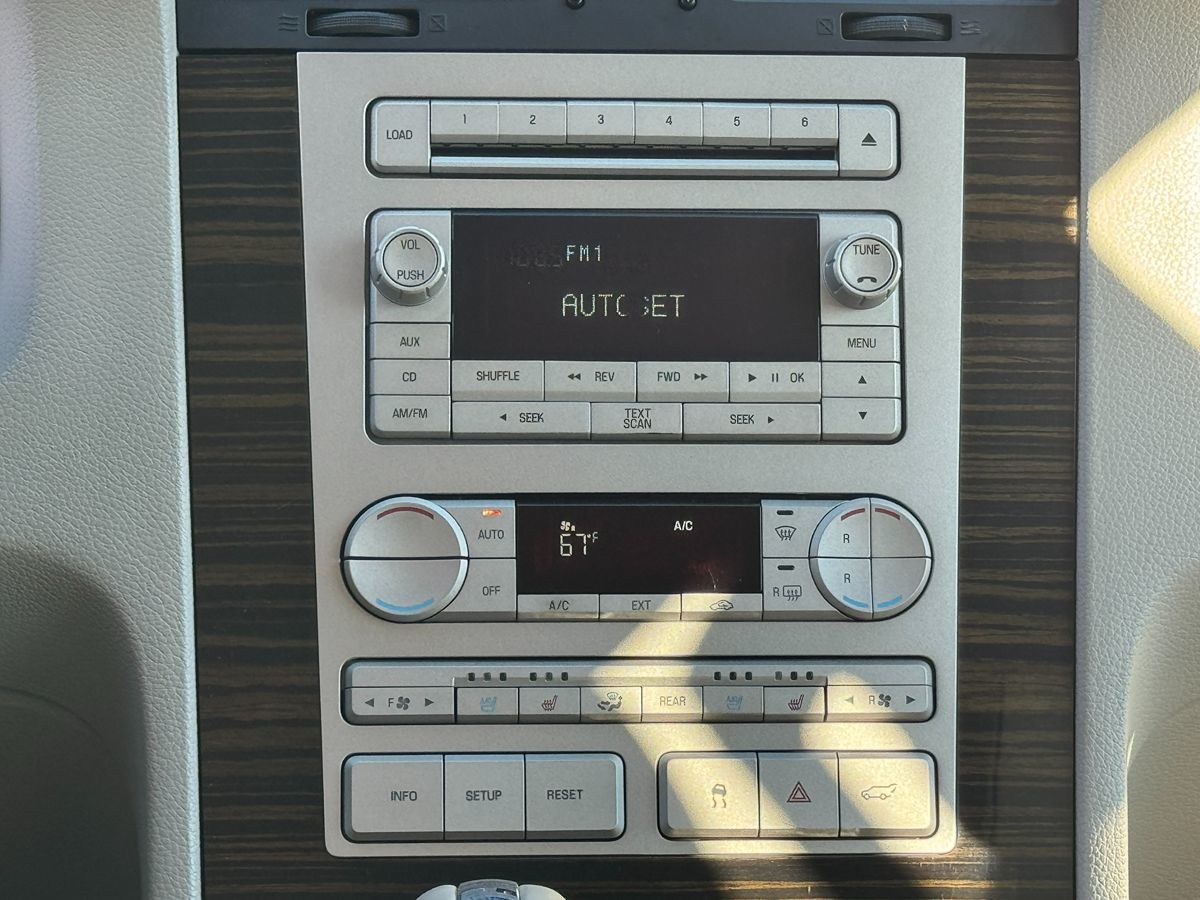 LOAD 1 2 3 4 5 6
VOL
PUSH
FM1
AUTOSET
TUNE
AUX
MENU
CD
SHUFFLE REV FWD OK
AM/FM
SEEK
TEXT
SCAN
SEEK
AUTO
67°F
A/C
R
OFF
R
R
A/C EXT
F
REAR
R
INFO SETUP RESET